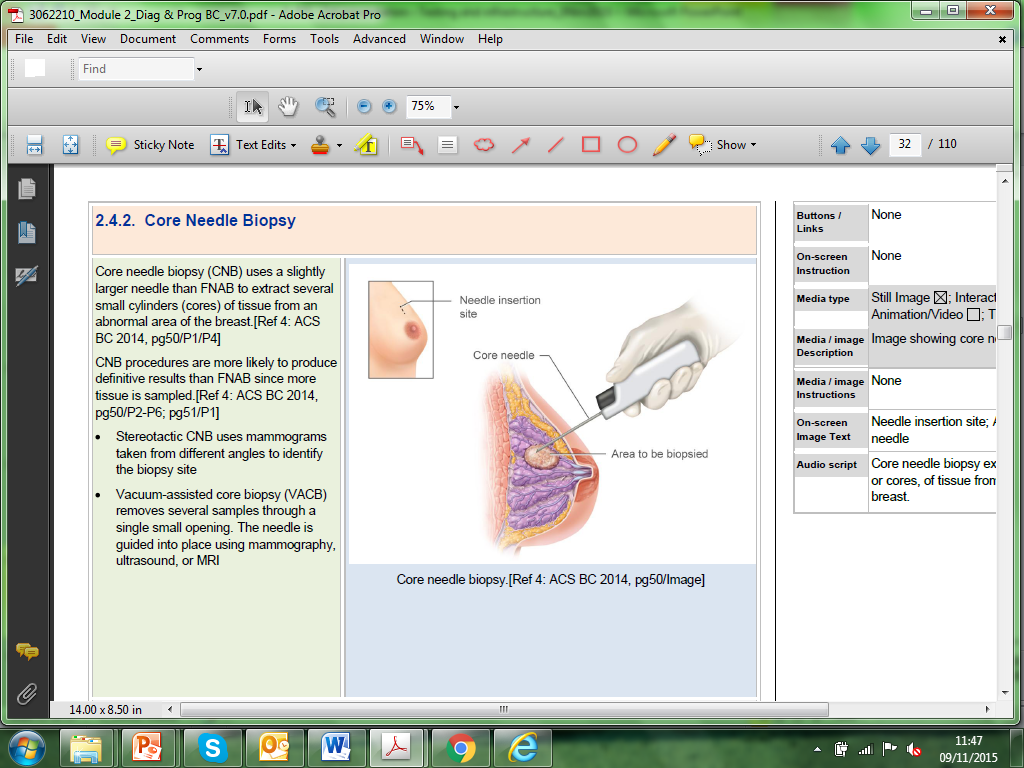 3062210_Module 2_Diag & Prog BC_v7.0.pdf - Adobe Acrobat Pro
File Edit View Document Comments Forms Tools Advanced Window Help
Find
75%
Sticky Note Text Edits Show 32 / 110
2.4.2. Core Needle Biopsy
Core needle biopsy (CNB) uses a slightly
larger needle than FNAB to extract several
small cylinders (cores) of tissue from an
abnormal area of the breast.[Ref 4: ACS
BC 2014, pg50/P1/P4]
CNB procedures are more likely to produce
definitive results than FNAB since more
tissue is sampled.[Ref 4: ACS BC 2014,
pg50/P2-P6; pg51/P1]
• Stereotactic CNB uses mammograms
taken from different angles to identify
the biopsy site
• Vacuum-assisted core biopsy (VACB)
removes several samples through a
single small opening. The needle is
guided into place using mammography,
ultrasound, or MRI
Needle insertion
site
Core needle
Area to be biopsied
Core needle biopsy.[Ref 4: ACS BC 2014, pg50/Image]
Buttons /
Links
None
On-screen
Instruction
None
Media type
Still Image ☒; Interact
Animation/Video ☐; T
Media / image
Description
Image showing core n
Media / image
Instructions
None
On-screen
Image Text
Needle insertion site; A
needle
Audio script
Core needle biopsy ex
or cores, of tissue from
breast.
14.00 x 8.50 in
11:47
09/11/2015